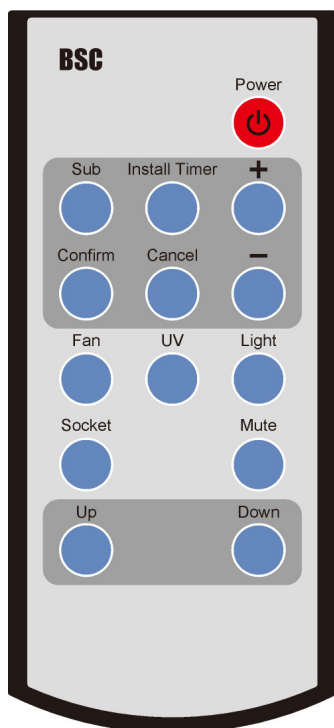 BSC
Power
Sub Install Timer +
Confirm Cancel −
Fan UV Light
Socket Mute
Up Down